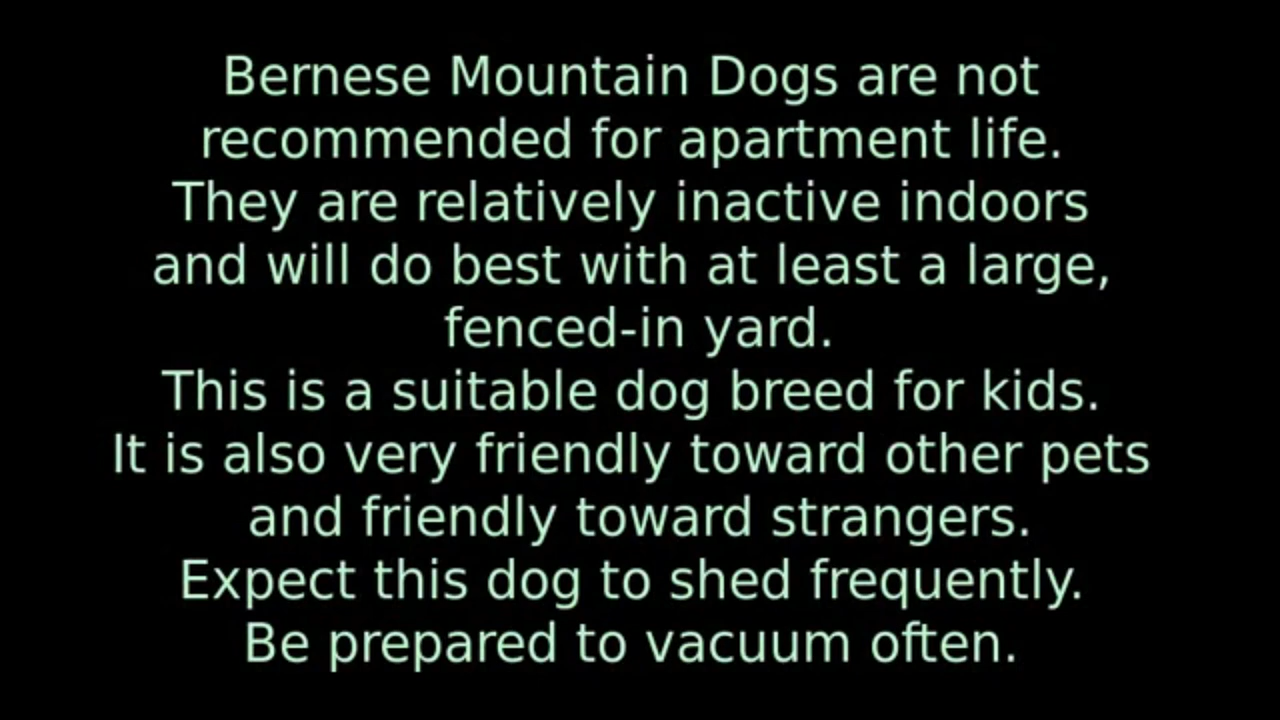 Bernese Mountain Dogs are not
recommended for apartment life.
They are relatively inactive indoors
and will do best with at least a large,
fenced-in yard.
This is a suitable dog breed for kids.
It is also very friendly toward other pets
and friendly toward strangers.
Expect this dog to shed frequently.
Be prepared to vacuum often.